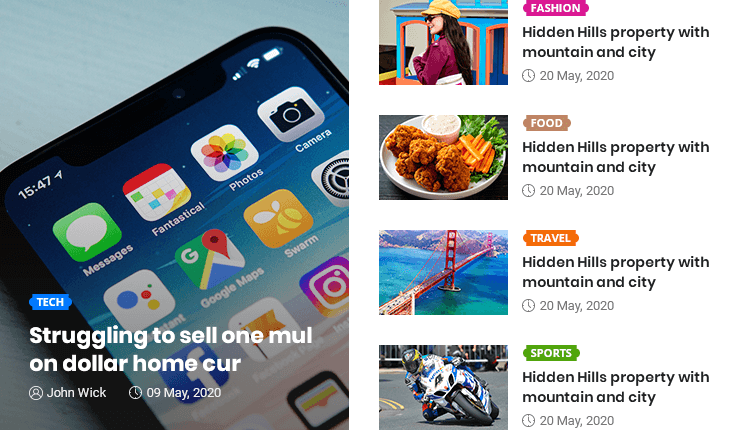 15:47
Camera
Photos
Fantastical
Messages
Swarm
Google Maps
TECH
Struggling to sell one mul
on dollar home cur
John Wick 09 May, 2020
FASHION
Hidden Hills property with
mountain and city
20 May, 2020
FOOD
Hidden Hills property with
mountain and city
20 May, 2020
TRAVEL
Hidden Hills property with
mountain and city
20 May, 2020
SPORTS
Hidden Hills property with
mountain and city
20 May, 2020